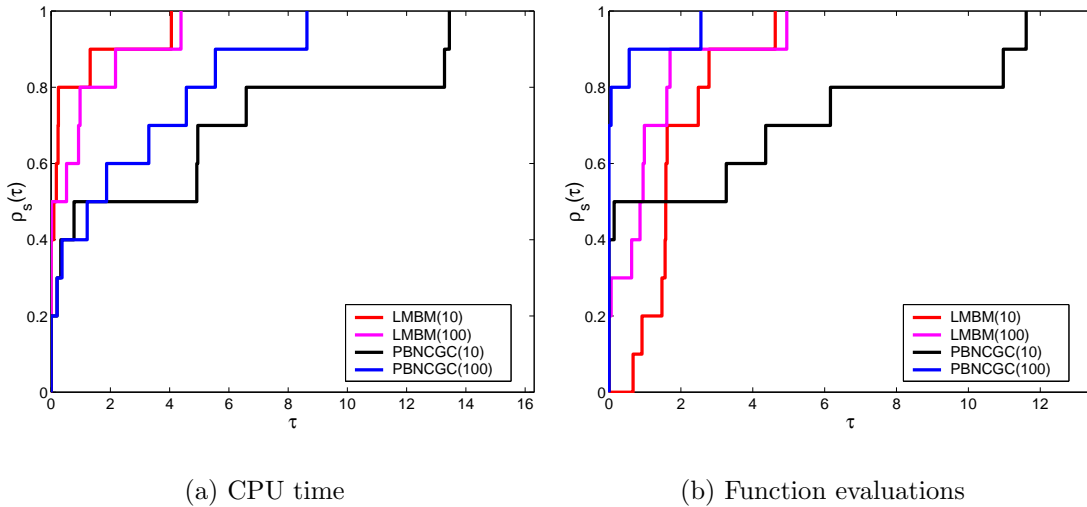 1
0.8
0.6
0.4
0.2
0
ρs(τ)
0 2 4 6 8 10 12 14 16
τ
LMBM(10)
LMBM(100)
PBNCGC(10)
PBNCGC(100)
(a) CPU time
1
0.8
0.6
0.4
0.2
0
ρs(τ)
0 2 4 6 8 10 12
τ
LMBM(10)
LMBM(100)
PBNCGC(10)
PBNCGC(100)
(b) Function evaluations